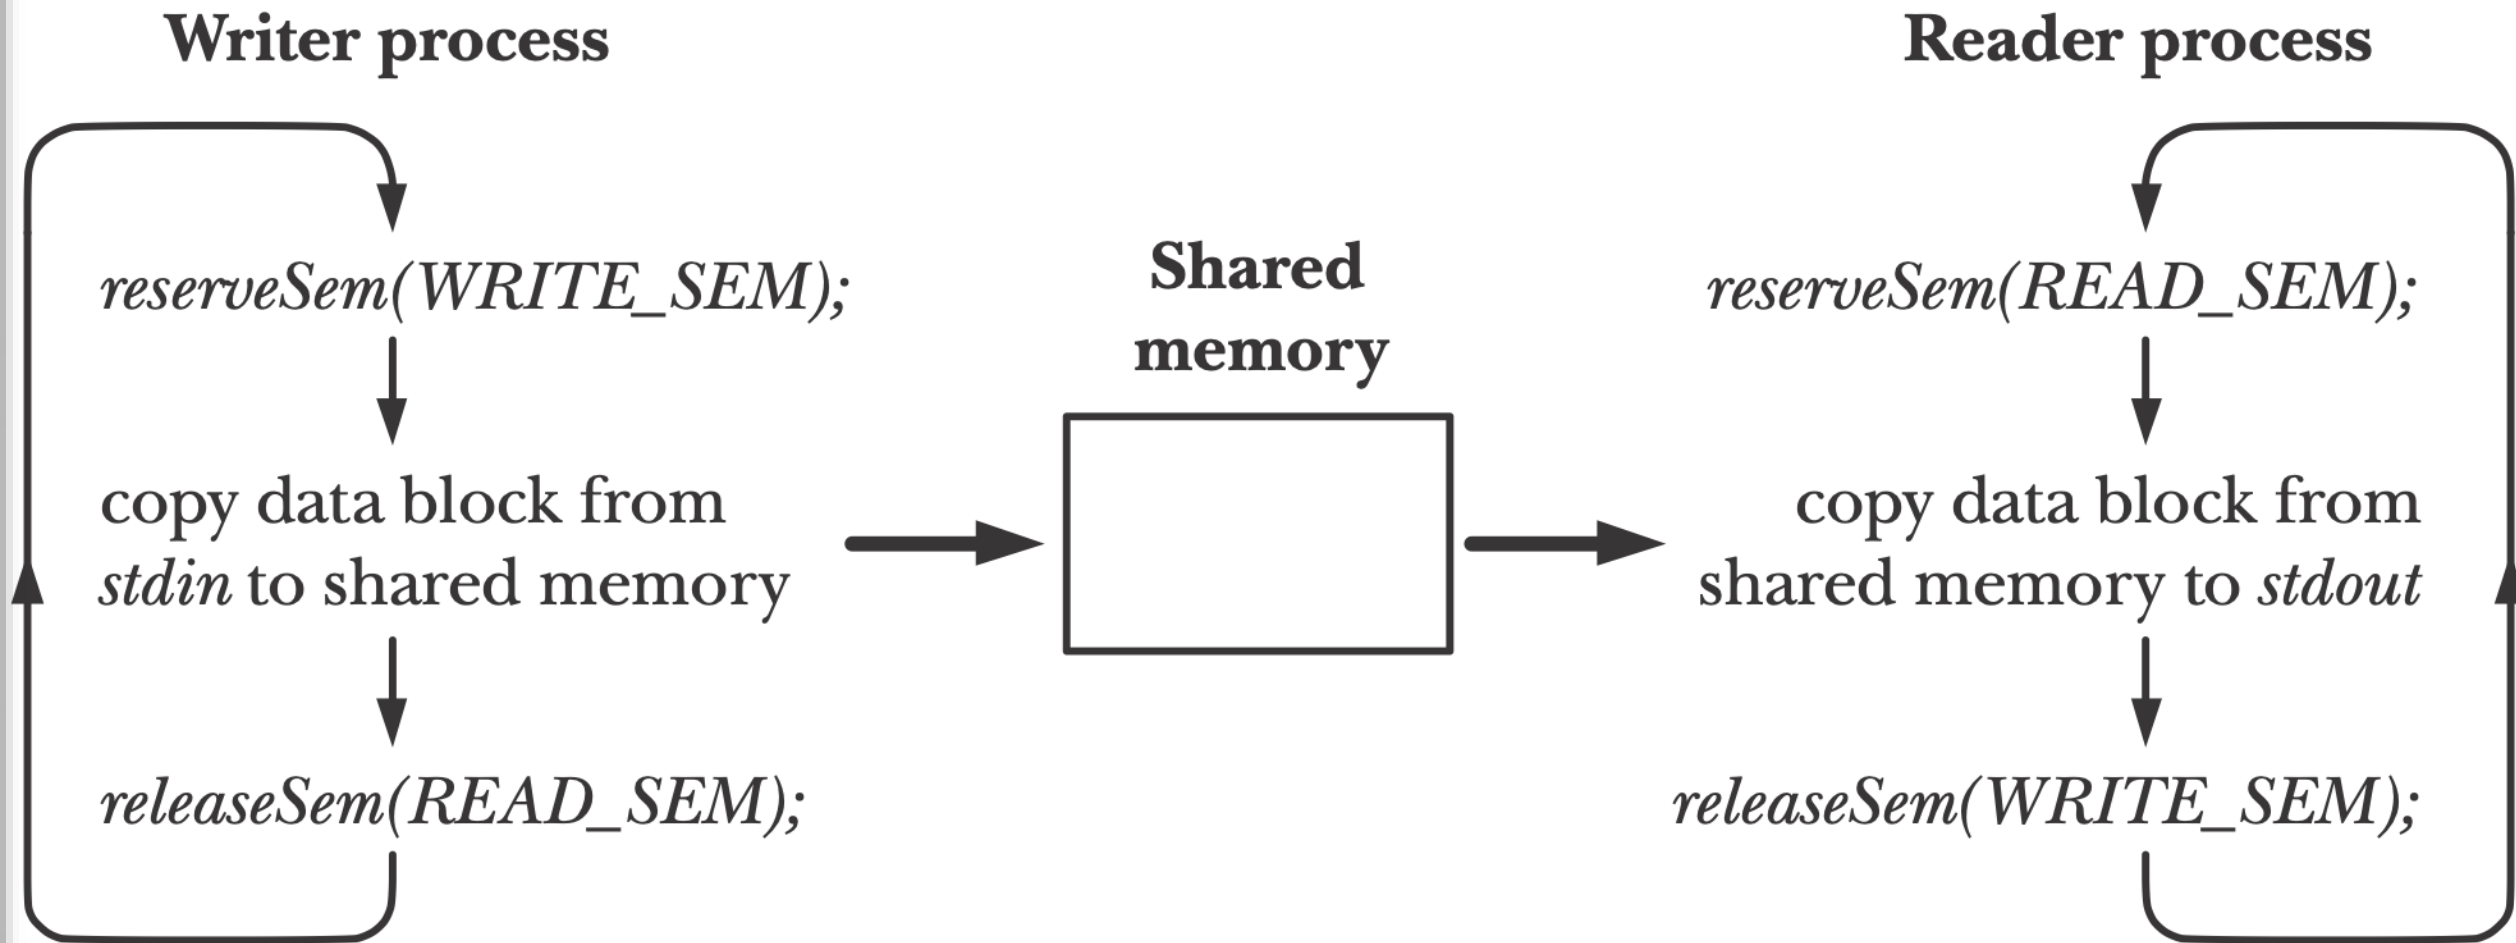 Writer process
reserveSem(WRITE_SEM);
copy data block from
stdin to shared memory
releaseSem(READ_SEM);
Shared
memory
Reader process
reserveSem(READ_SEM);
copy data block from
shared memory to stdout
releaseSem(WRITE_SEM);